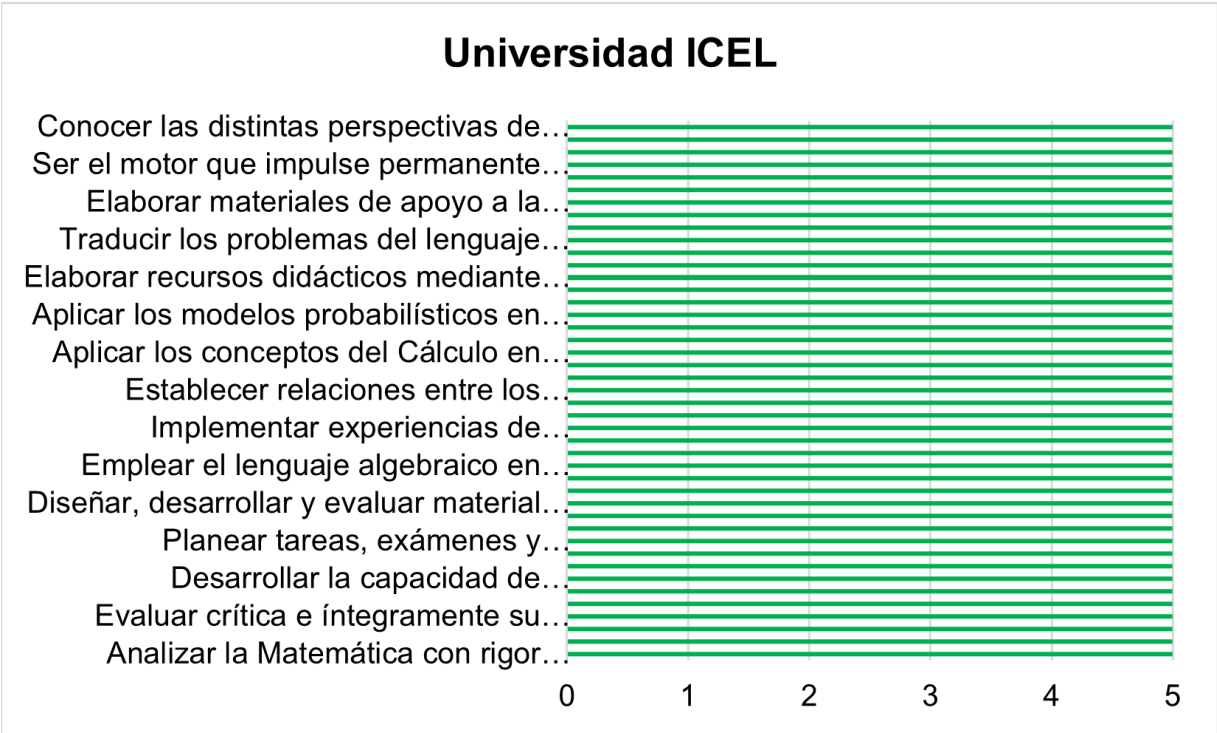 Universidad ICEL
Conocer las distintas perspectivas de…
Ser el motor que impulse permanente…
Elaborar materiales de apoyo a la…
Traducir los problemas del lenguaje…
Elaborar recursos didácticos mediante…
Aplicar los modelos probabilísticos en…
Aplicar los conceptos del Cálculo en…
Establecer relaciones entre los…
Implementar experiencias de…
Emplear el lenguaje algebraico en…
Diseñar, desarrollar y evaluar material…
Planear tareas, exámenes y…
Desarrollar la capacidad de…
Evaluar crítica e íntegramente su…
Analizar la Matemática con rigor…
0 1 2 3 4 5